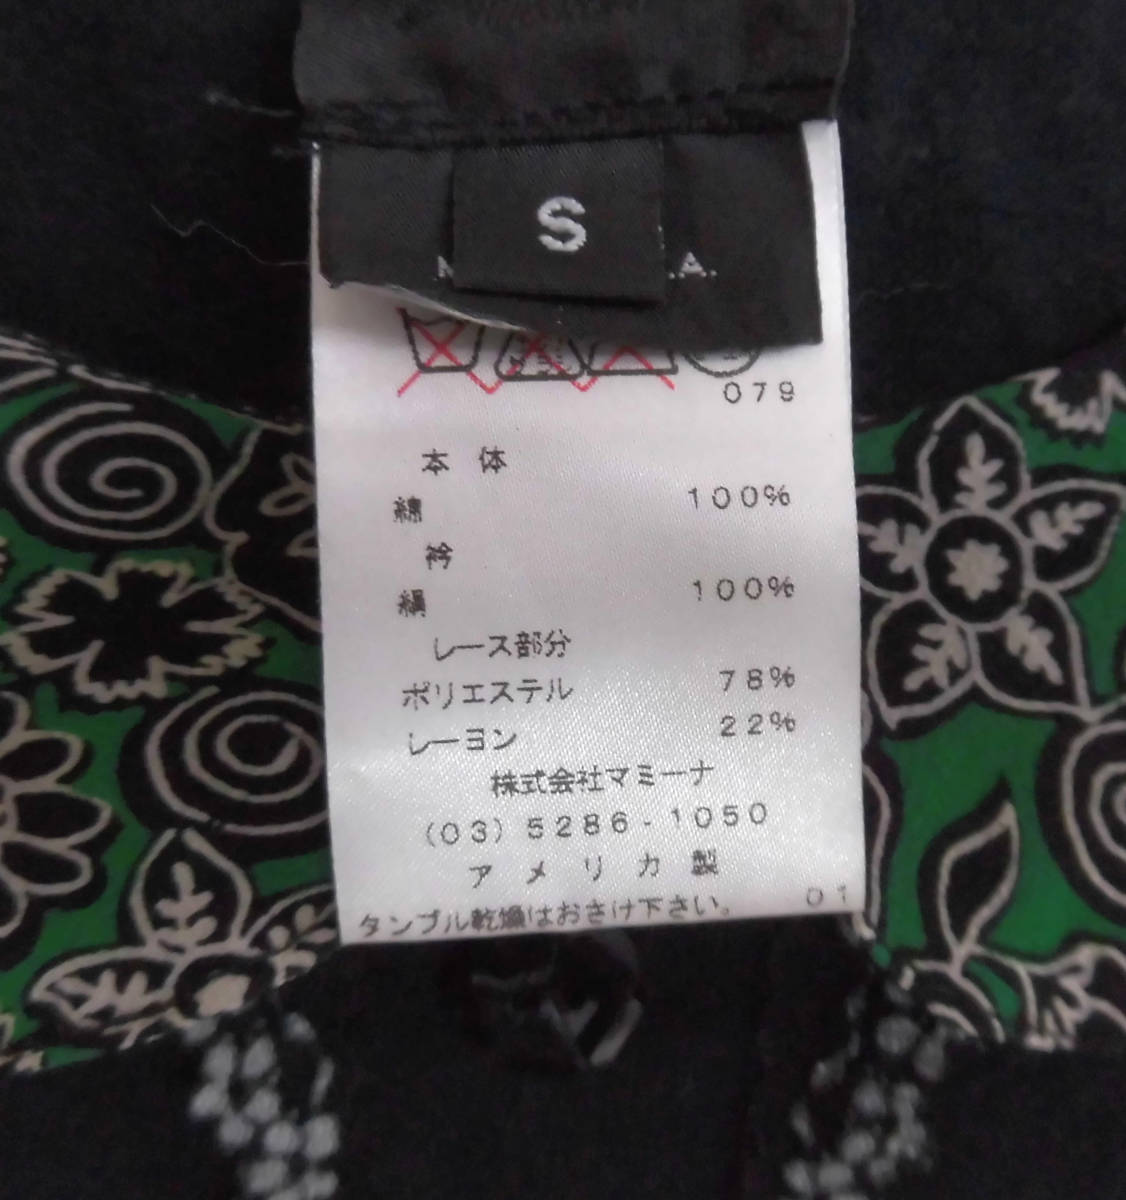 S
.A.
079
本体
綿 100%
衿
絹 100%
レース部分
ポリエステル 78%
レーヨン 22%
株式会社マミーナ
(03)5286-1050
アメリカ製
タンブル乾燥はおさけ下さい。 01